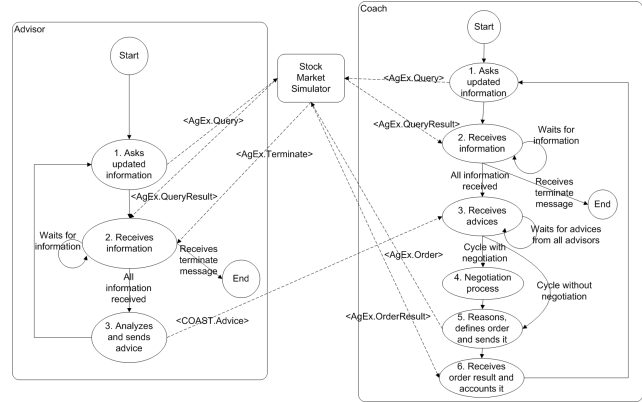 Advisor
Start
1. Asks
updated
information
2. Receives
information
Waits for
information
Receives
terminate
message
End
All
information
received
3. Analyzes
and sends
advice
Stock
Market
Simulator
<AgEx.Query>
<AgEx.QueryResult>
<AgEx.Terminate>
<COAST.Advice>
<AgEx.Query>
<AgEx.QueryResult>
<AgEx.Order>
<AgEx.OrderResult>
Coach
Start
1. Asks
updated
information
2. Receives
information
Waits for
information
All information
received
Receives
terminate
message
End
3. Receives
advices
Waits for advices
from all advisors
Cycle with
negotiation
4. Negotiation
process
Cycle without
negotiation
5. Reasons,
defines order
and sends it
6. Receives
order result and
accounts it